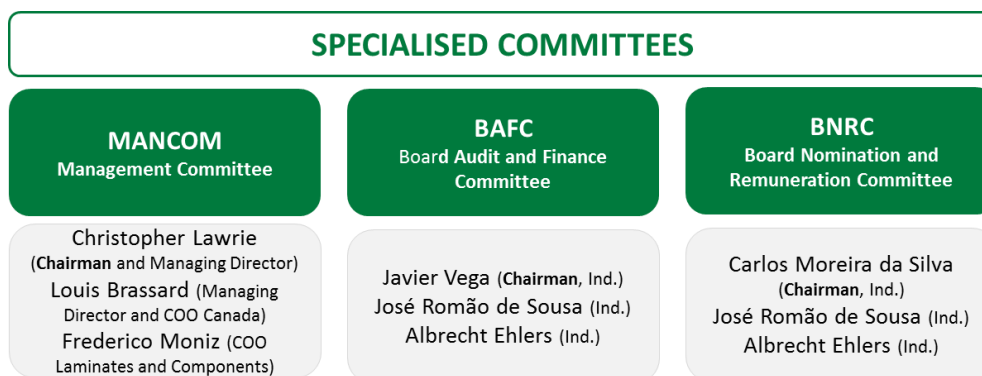 SPECIALISED COMMITTEES
MANCOM
Management Committee
Christopher Lawrie
(Chairman and Managing Director)
Louis Brassard (Managing
Director and COO Canada)
Frederico Moniz (COO
Laminates and Components)
BAFC
Board Audit and Finance
Committee
Javier Vega (Chairman, Ind.)
José Romão de Sousa (Ind.)
Albrecht Ehlers (Ind.)
BNRC
Board Nomination and
Remuneration Committee
Carlos Moreira da Silva
(Chairman, Ind.)
José Romão de Sousa (Ind.)
Albrecht Ehlers (Ind.)